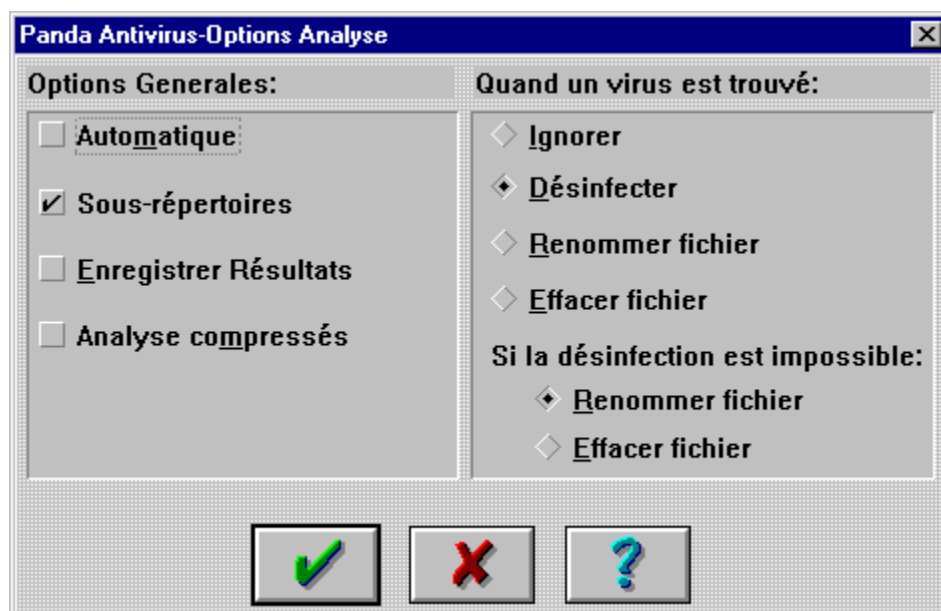 Panda Antivirus-Options Analyse
Options Generales:
Automatique
Sous-répertoires
Enregistrer Résultats
Analyse compressés
Quand un virus est trouvé:
Ignorer
Désinfecter
Renommer fichier
Effacer fichier
Si la désinfection est impossible:
Renommer fichier
Effacer fichier
?